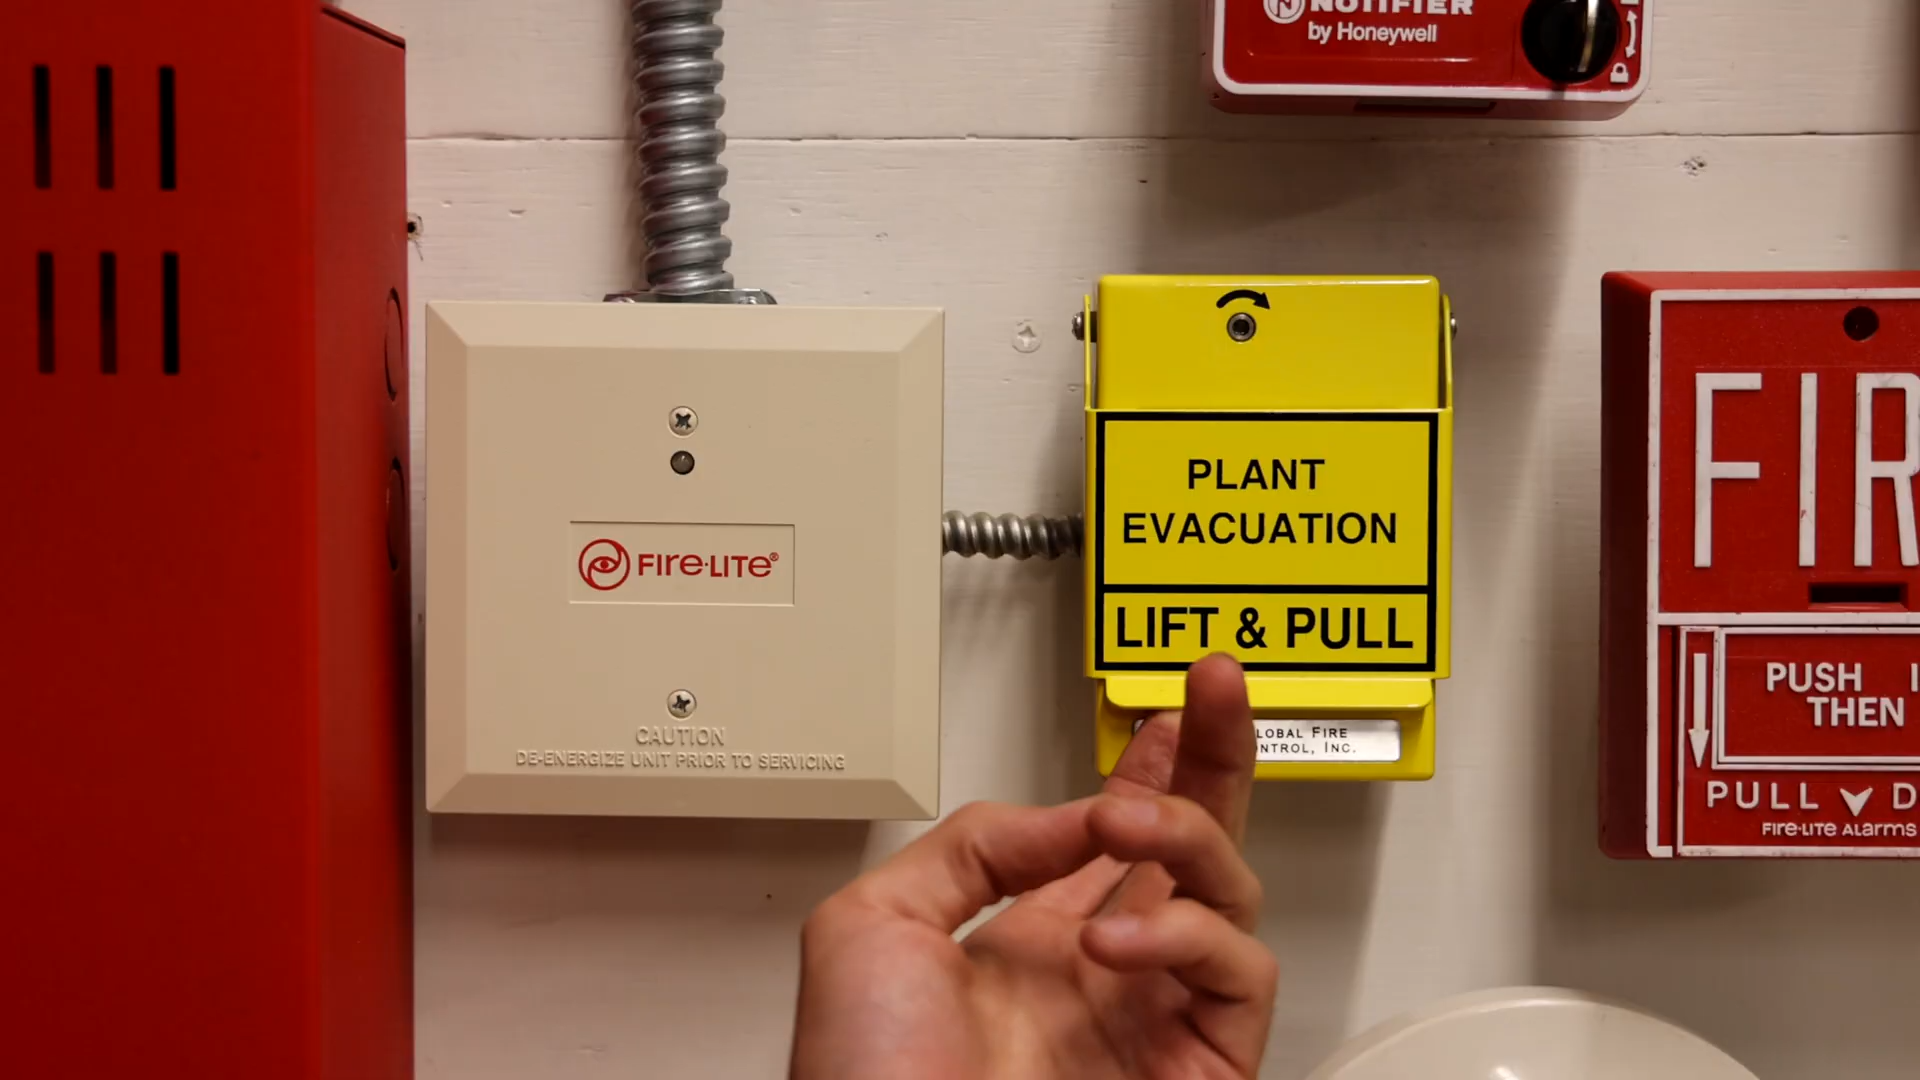 NOTIFIER
by Honeywell
FIRE·LITE®
CAUTION
DE-ENERGIZE UNIT PRIOR TO SERVICING
PLANT
EVACUATION
LIFT & PULL
LOBAL FIRE
NTROL, INC.
FIR
PUSH I
THEN
PULL D
FIRE·LITE ALARMS